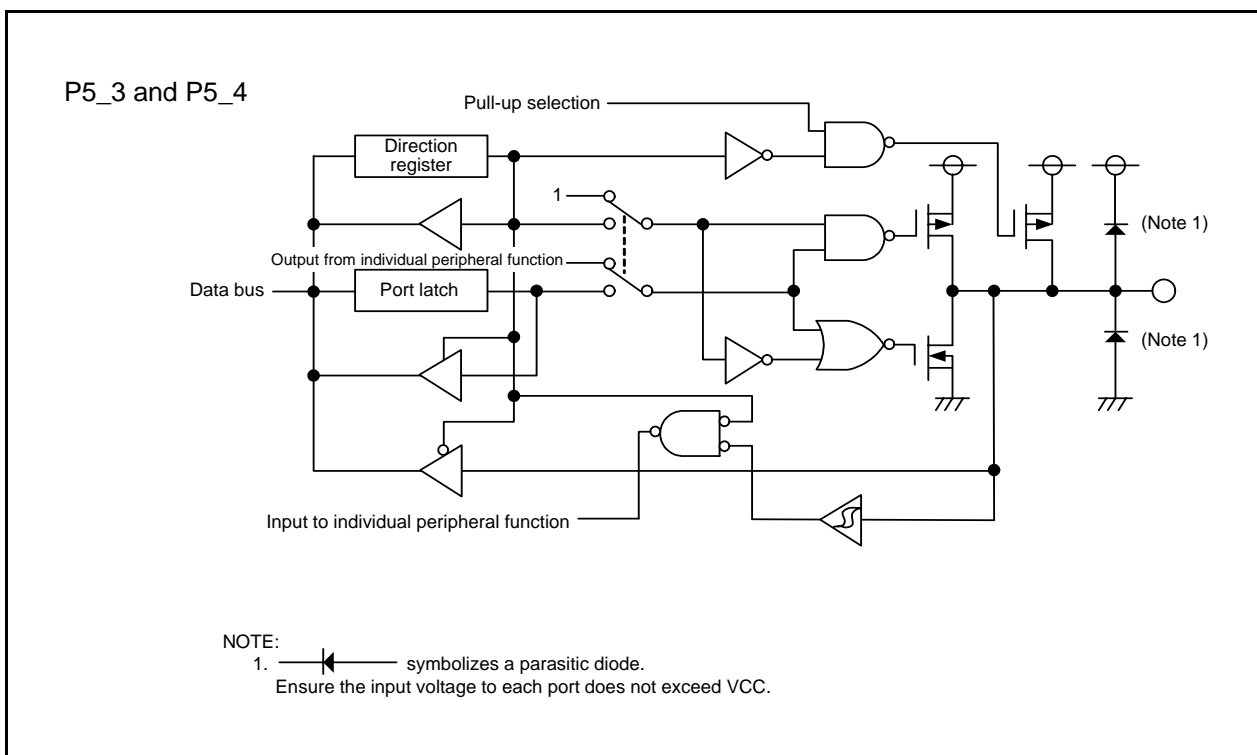 P5_3 and P5_4
Pull-up selection
Direction
register
1
Output from individual peripheral function
Data bus
Port latch
(Note 1)
(Note 1)
Input to individual peripheral function
NOTE:
1. symbolizes a parasitic diode.
Ensure the input voltage to each port does not exceed VCC.